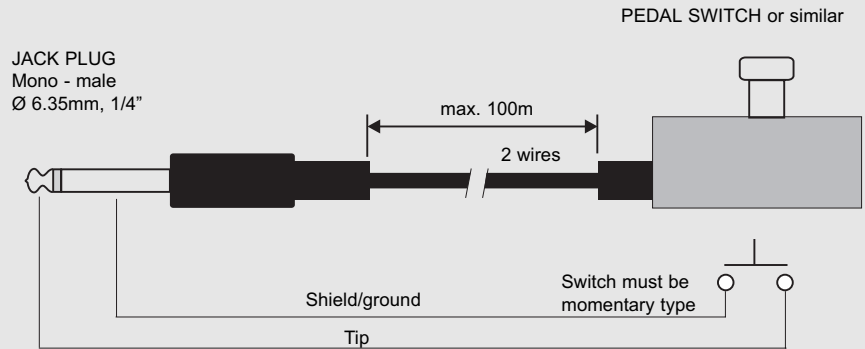 PEDAL SWITCH or similar
JACK PLUG
Mono - male
Ø 6.35mm, 1/4”
max. 100m
2 wires
Switch must be
momentary type
Shield/ground
Tip